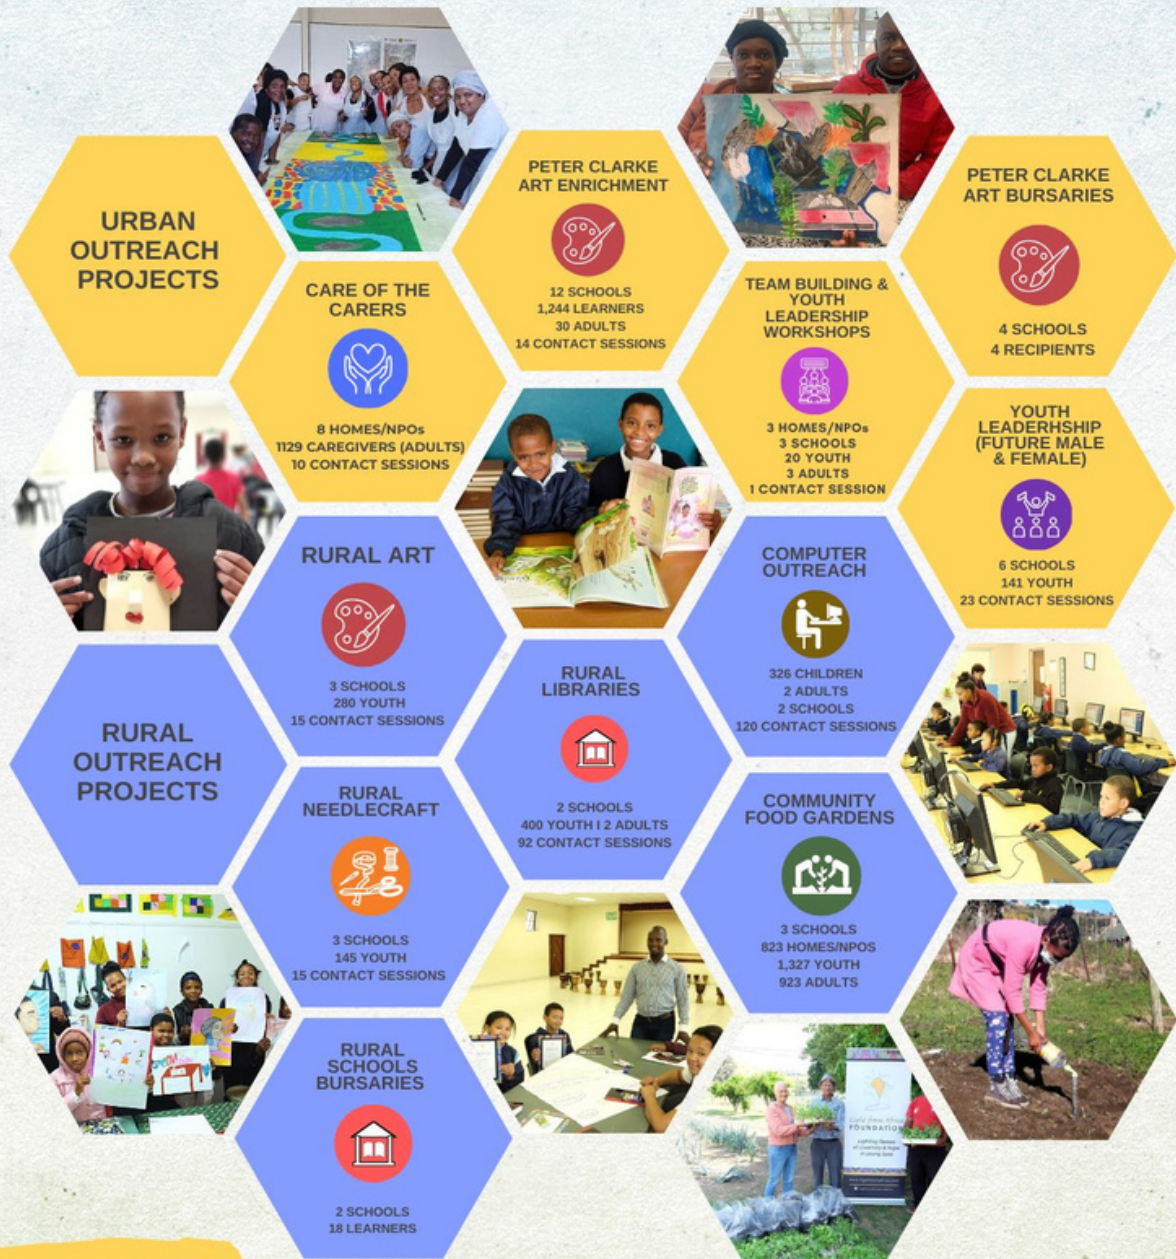 URBAN
OUTREACH
PROJECTS
CARE OF THE
CARERS
8 HOMES/NPOs
1129 CAREGIVERS (ADULTS)
10 CONTACT SESSIONS
PETER CLARKE
ART ENRICHMENT
12 SCHOOLS
1,244 LEARNERS
30 ADULTS
14 CONTACT SESSIONS
TEAM BUILDING &
YOUTH
LEADERSHIP
WORKSHOPS
3 HOMES/NPOs
3 SCHOOLS
20 YOUTH
3 ADULTS
1 CONTACT SESSION
PETER CLARKE
ART BURSARIES
4 SCHOOLS
4 RECIPIENTS
YOUTH
LEADERHSHIP
(FUTURE MALE
& FEMALE)
6 SCHOOLS
141 YOUTH
23 CONTACT SESSIONS
RURAL
OUTREACH
PROJECTS
RURAL ART
3 SCHOOLS
280 YOUTH
15 CONTACT SESSIONS
RURAL
LIBRARIES
2 SCHOOLS
400 YOUTH I 2 ADULTS
92 CONTACT SESSIONS
COMPUTER
OUTREACH
326 CHILDREN
2 ADULTS
2 SCHOOLS
120 CONTACT SESSIONS
RURAL
NEEDLECRAFT
3 SCHOOLS
145 YOUTH
15 CONTACT SESSIONS
COMMUNITY
FOOD GARDENS
3 SCHOOLS
823 HOMES/NPOS
1,327 YOUTH
923 ADULTS
RURAL
SCHOOLS
BURSARIES
2 SCHOOLS
18 LEARNERS
Light from Africa
FOUNDATION